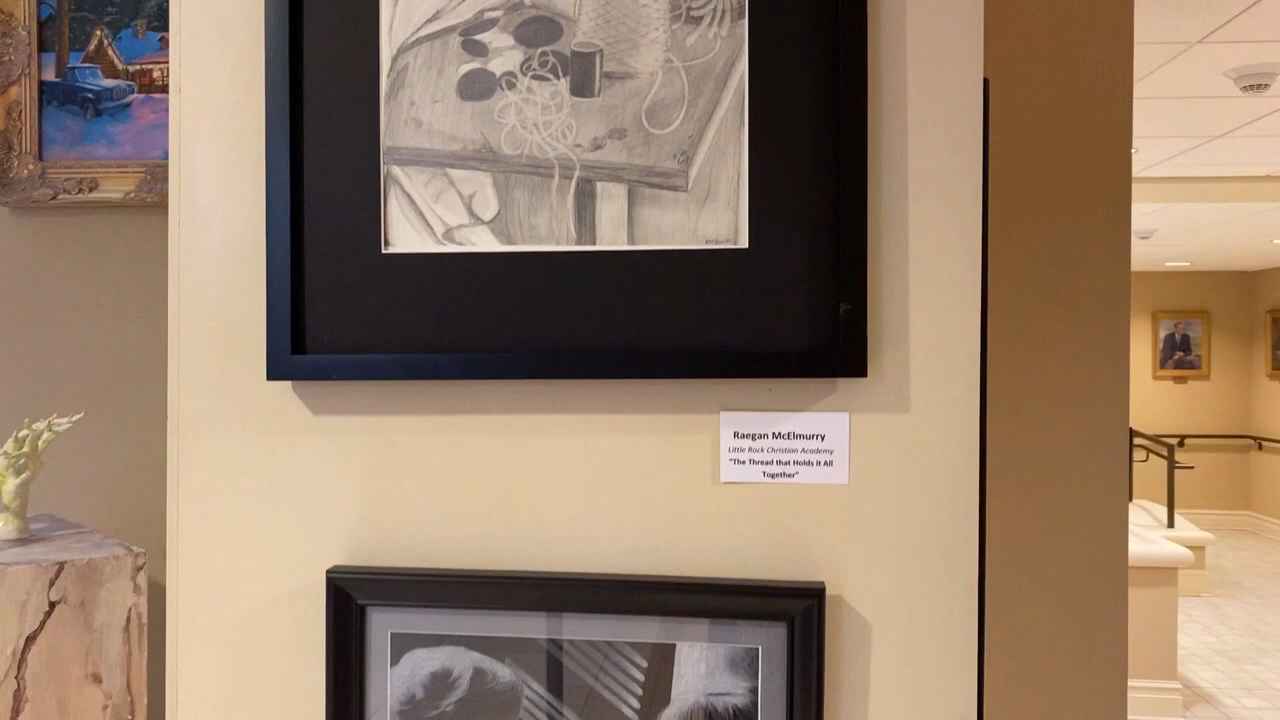 Raegan McElmurry
Little Rock Christian Academy
"The Thread that Holds it All
Together"